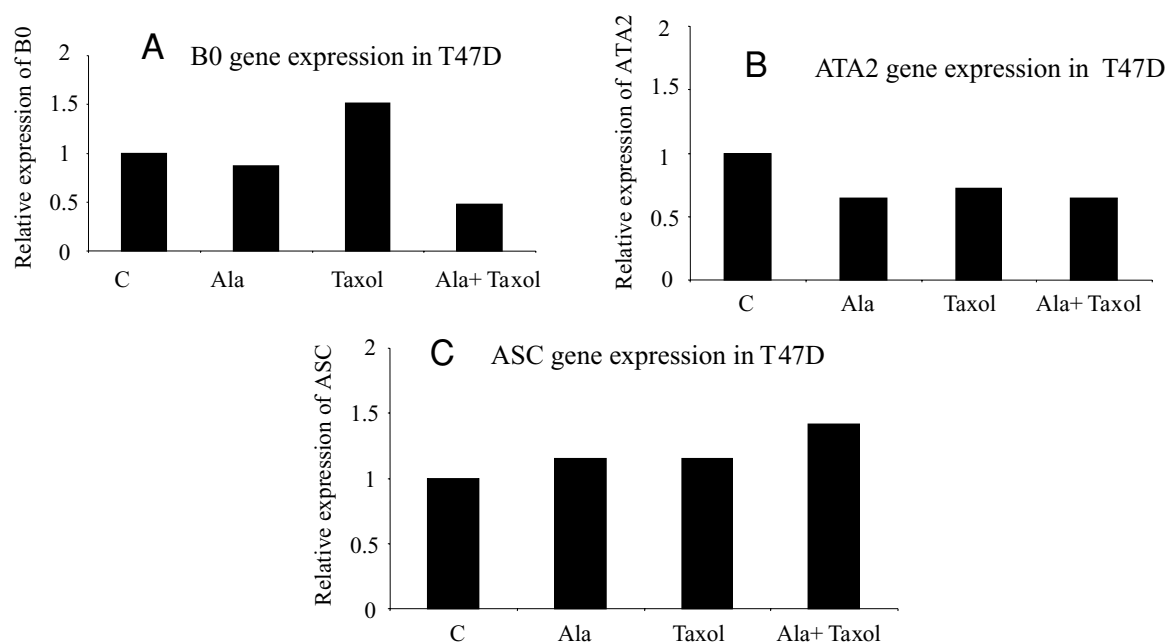 A B0 gene expression in T47D
Relative expression of B0
2
1.5
1
0.5
0
C Ala Taxol Ala+ Taxol
B ATA2 gene expression in T47D
Relative expression of ATA2
2
1.5
1
0.5
0
C Ala Taxol Ala+ Taxol
C ASC gene expression in T47D
Relative expression of ASC
2
1.5
1
0.5
0
C Ala Taxol Ala+ Taxol